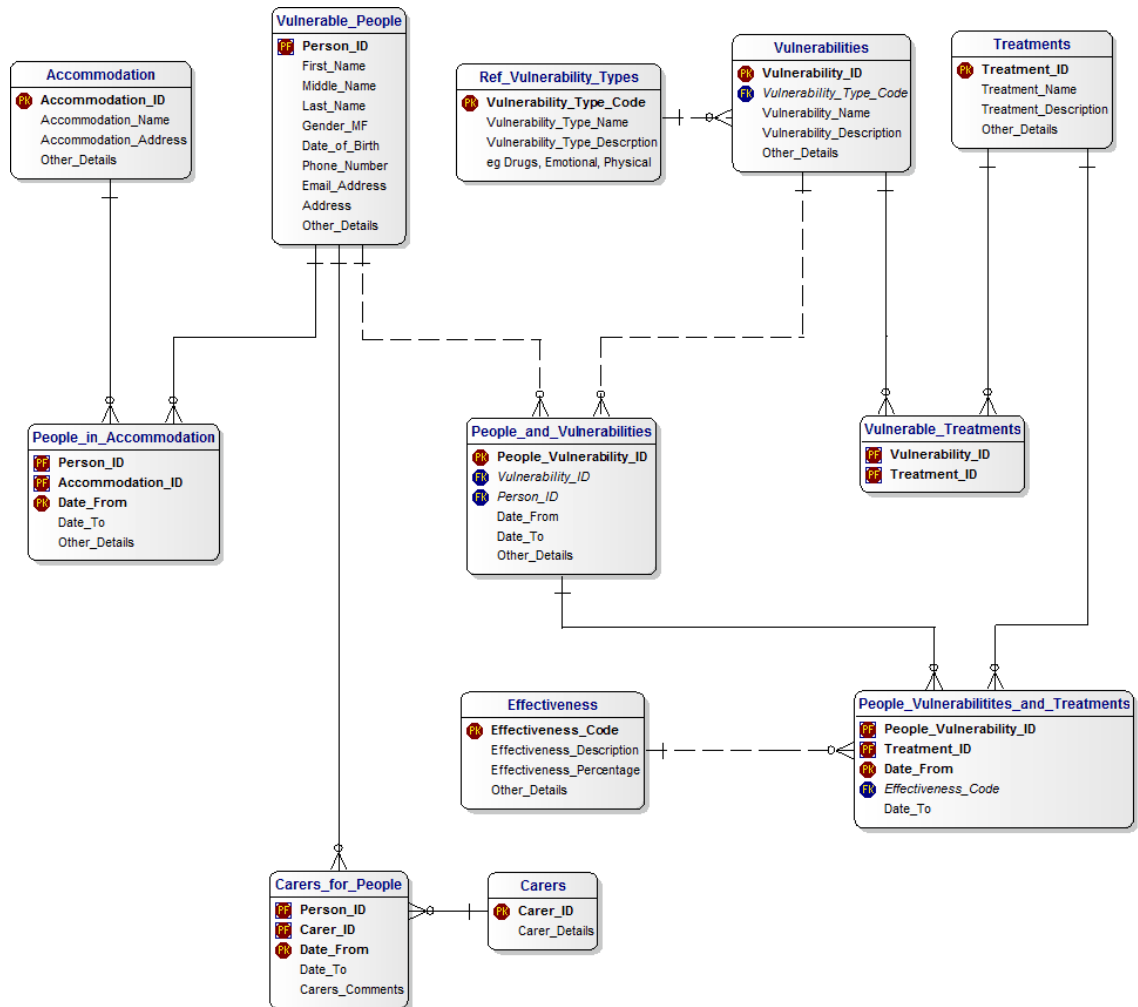 Vulnerable_People
PF Person_ID
First_Name
Middle_Name
Last_Name
Gender_MF
Date_of_Birth
Phone_Number
Email_Address
Address
Other_Details
Accommodation
PK Accommodation_ID
Accommodation_Name
Accommodation_Address
Other_Details
Ref_Vulnerability_Types
PK Vulnerability_Type_Code
Vulnerability_Type_Name
Vulnerability_Type_Descrption
eg Drugs, Emotional, Physical
Vulnerabilities
PK Vulnerability_ID
FK Vulnerability_Type_Code
Vulnerability_Name
Vulnerability_Description
Other_Details
Treatments
PK Treatment_ID
Treatment_Name
Treatment_Description
Other_Details
People_in_Accommodation
PF Person_ID
PF Accommodation_ID
PK Date_From
Date_To
Other_Details
People_and_Vulnerabilities
PK People_Vulnerability_ID
FK Vulnerability_ID
FK Person_ID
Date_From
Date_To
Other_Details
Vulnerable_Treatments
PF Vulnerability_ID
PF Treatment_ID
Effectiveness
PK Effectiveness_Code
Effectiveness_Description
Effectiveness_Percentage
Other_Details
People_Vulnerabilitites_and_Treatments
PF People_Vulnerability_ID
PF Treatment_ID
PK Date_From
FK Effectiveness_Code
Date_To
Carers_for_People
PF Person_ID
PF Carer_ID
PK Date_From
Date_To
Carers_Comments
Carers
PK Carer_ID
Carer_Details